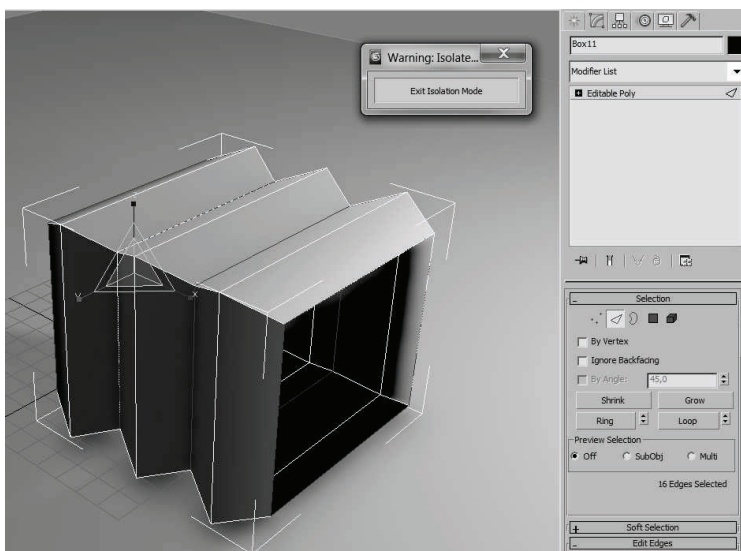 Warning: Isolate...
Exit Isolation Mode
Box11
Modifier List
Editable Poly
Selection
By Vertex
Ignore Backfacing
By Angle: 45,0
Shrink Grow
Ring Loop
Preview Selection
Off SubObj Multi
16 Edges Selected
Soft Selection
Edit Edges